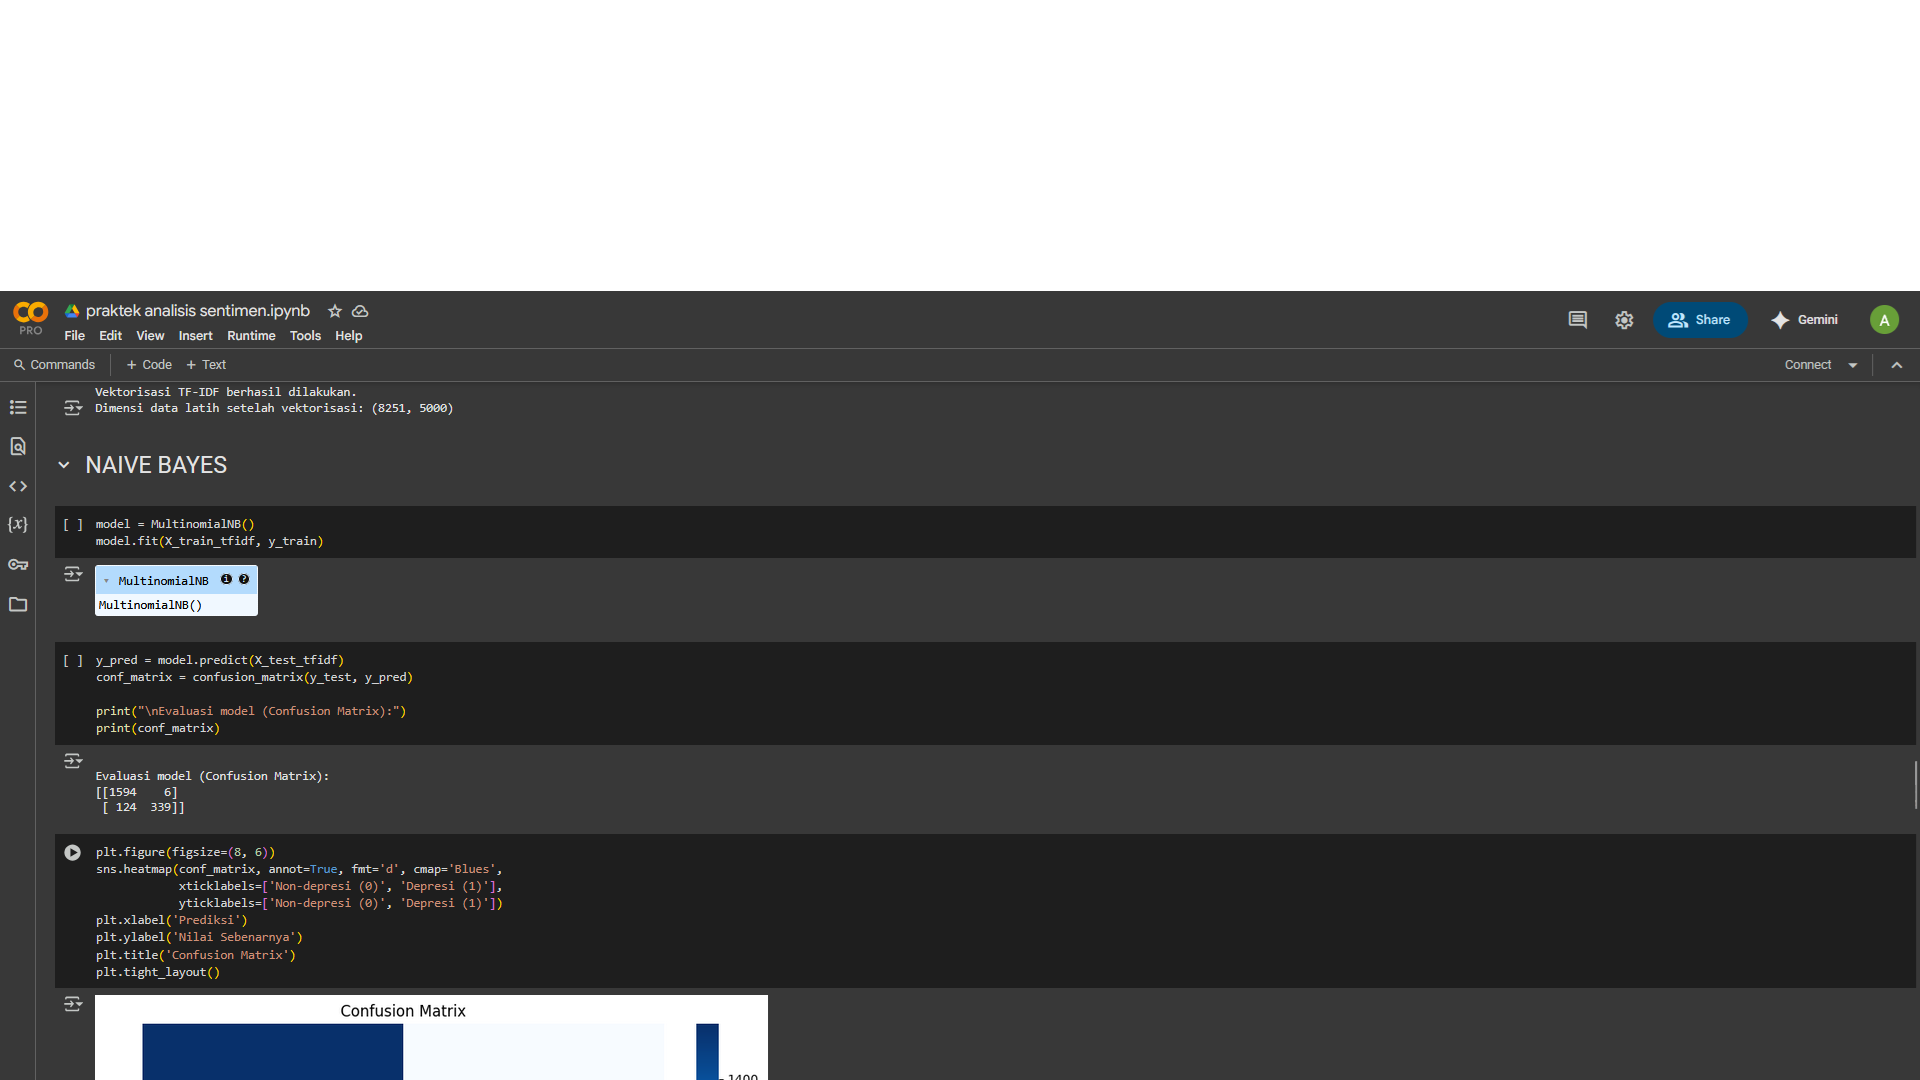 CO
PRO
praktek analisis sentimen.ipynb
File Edit View Insert Runtime Tools Help
Share
Gemini
A
Commands
+ Code + Text
Connect
Vektorisasi TF-IDF berhasil dilakukan.
Dimensi data latih setelah vektorisasi: (8251, 5000)
NAIVE BAYES
[ ] model = MultinomialNB()
model.fit(X_train_tfidf, y_train)
MultinomialNB i ?
MultinomialNB()
[ ] y_pred = model.predict(X_test_tfidf)
conf_matrix = confusion_matrix(y_test, y_pred)
print("\nEvaluasi model (Confusion Matrix):")
print(conf_matrix)
Evaluasi model (Confusion Matrix):
[[1594    6]
 [ 124  339]]
plt.figure(figsize=(8, 6))
sns.heatmap(conf_matrix, annot=True, fmt='d', cmap='Blues',
            xticklabels=['Non-depresi (0)', 'Depresi (1)'],
            yticklabels=['Non-depresi (0)', 'Depresi (1)'])
plt.xlabel('Prediksi')
plt.ylabel('Nilai Sebenarnya')
plt.title('Confusion Matrix')
plt.tight_layout()
Confusion Matrix
1400